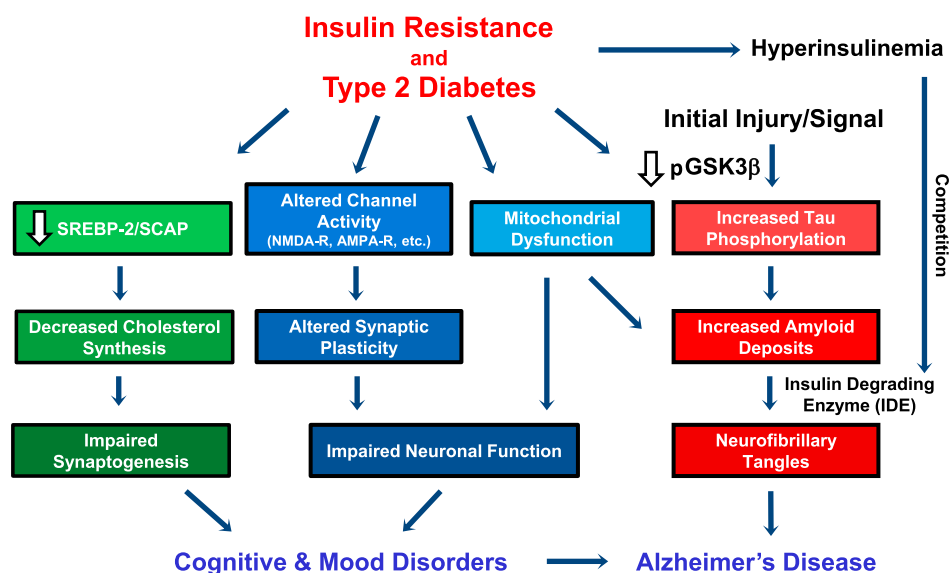 Insulin Resistance
and
Type 2 Diabetes
Hyperinsulinemia
Initial Injury/Signal
pGSK3β
Competition
SREBP-2/SCAP
Altered Channel
Activity
(NMDA-R, AMPA-R, etc.)
Mitochondrial
Dysfunction
Increased Tau
Phosphorylation
Decreased Cholesterol
Synthesis
Altered Synaptic
Plasticity
Increased Amyloid
Deposits
Insulin Degrading
Enzyme (IDE)
Impaired
Synaptogenesis
Impaired Neuronal Function
Neurofibrillary
Tangles
Cognitive & Mood Disorders
Alzheimer’s Disease